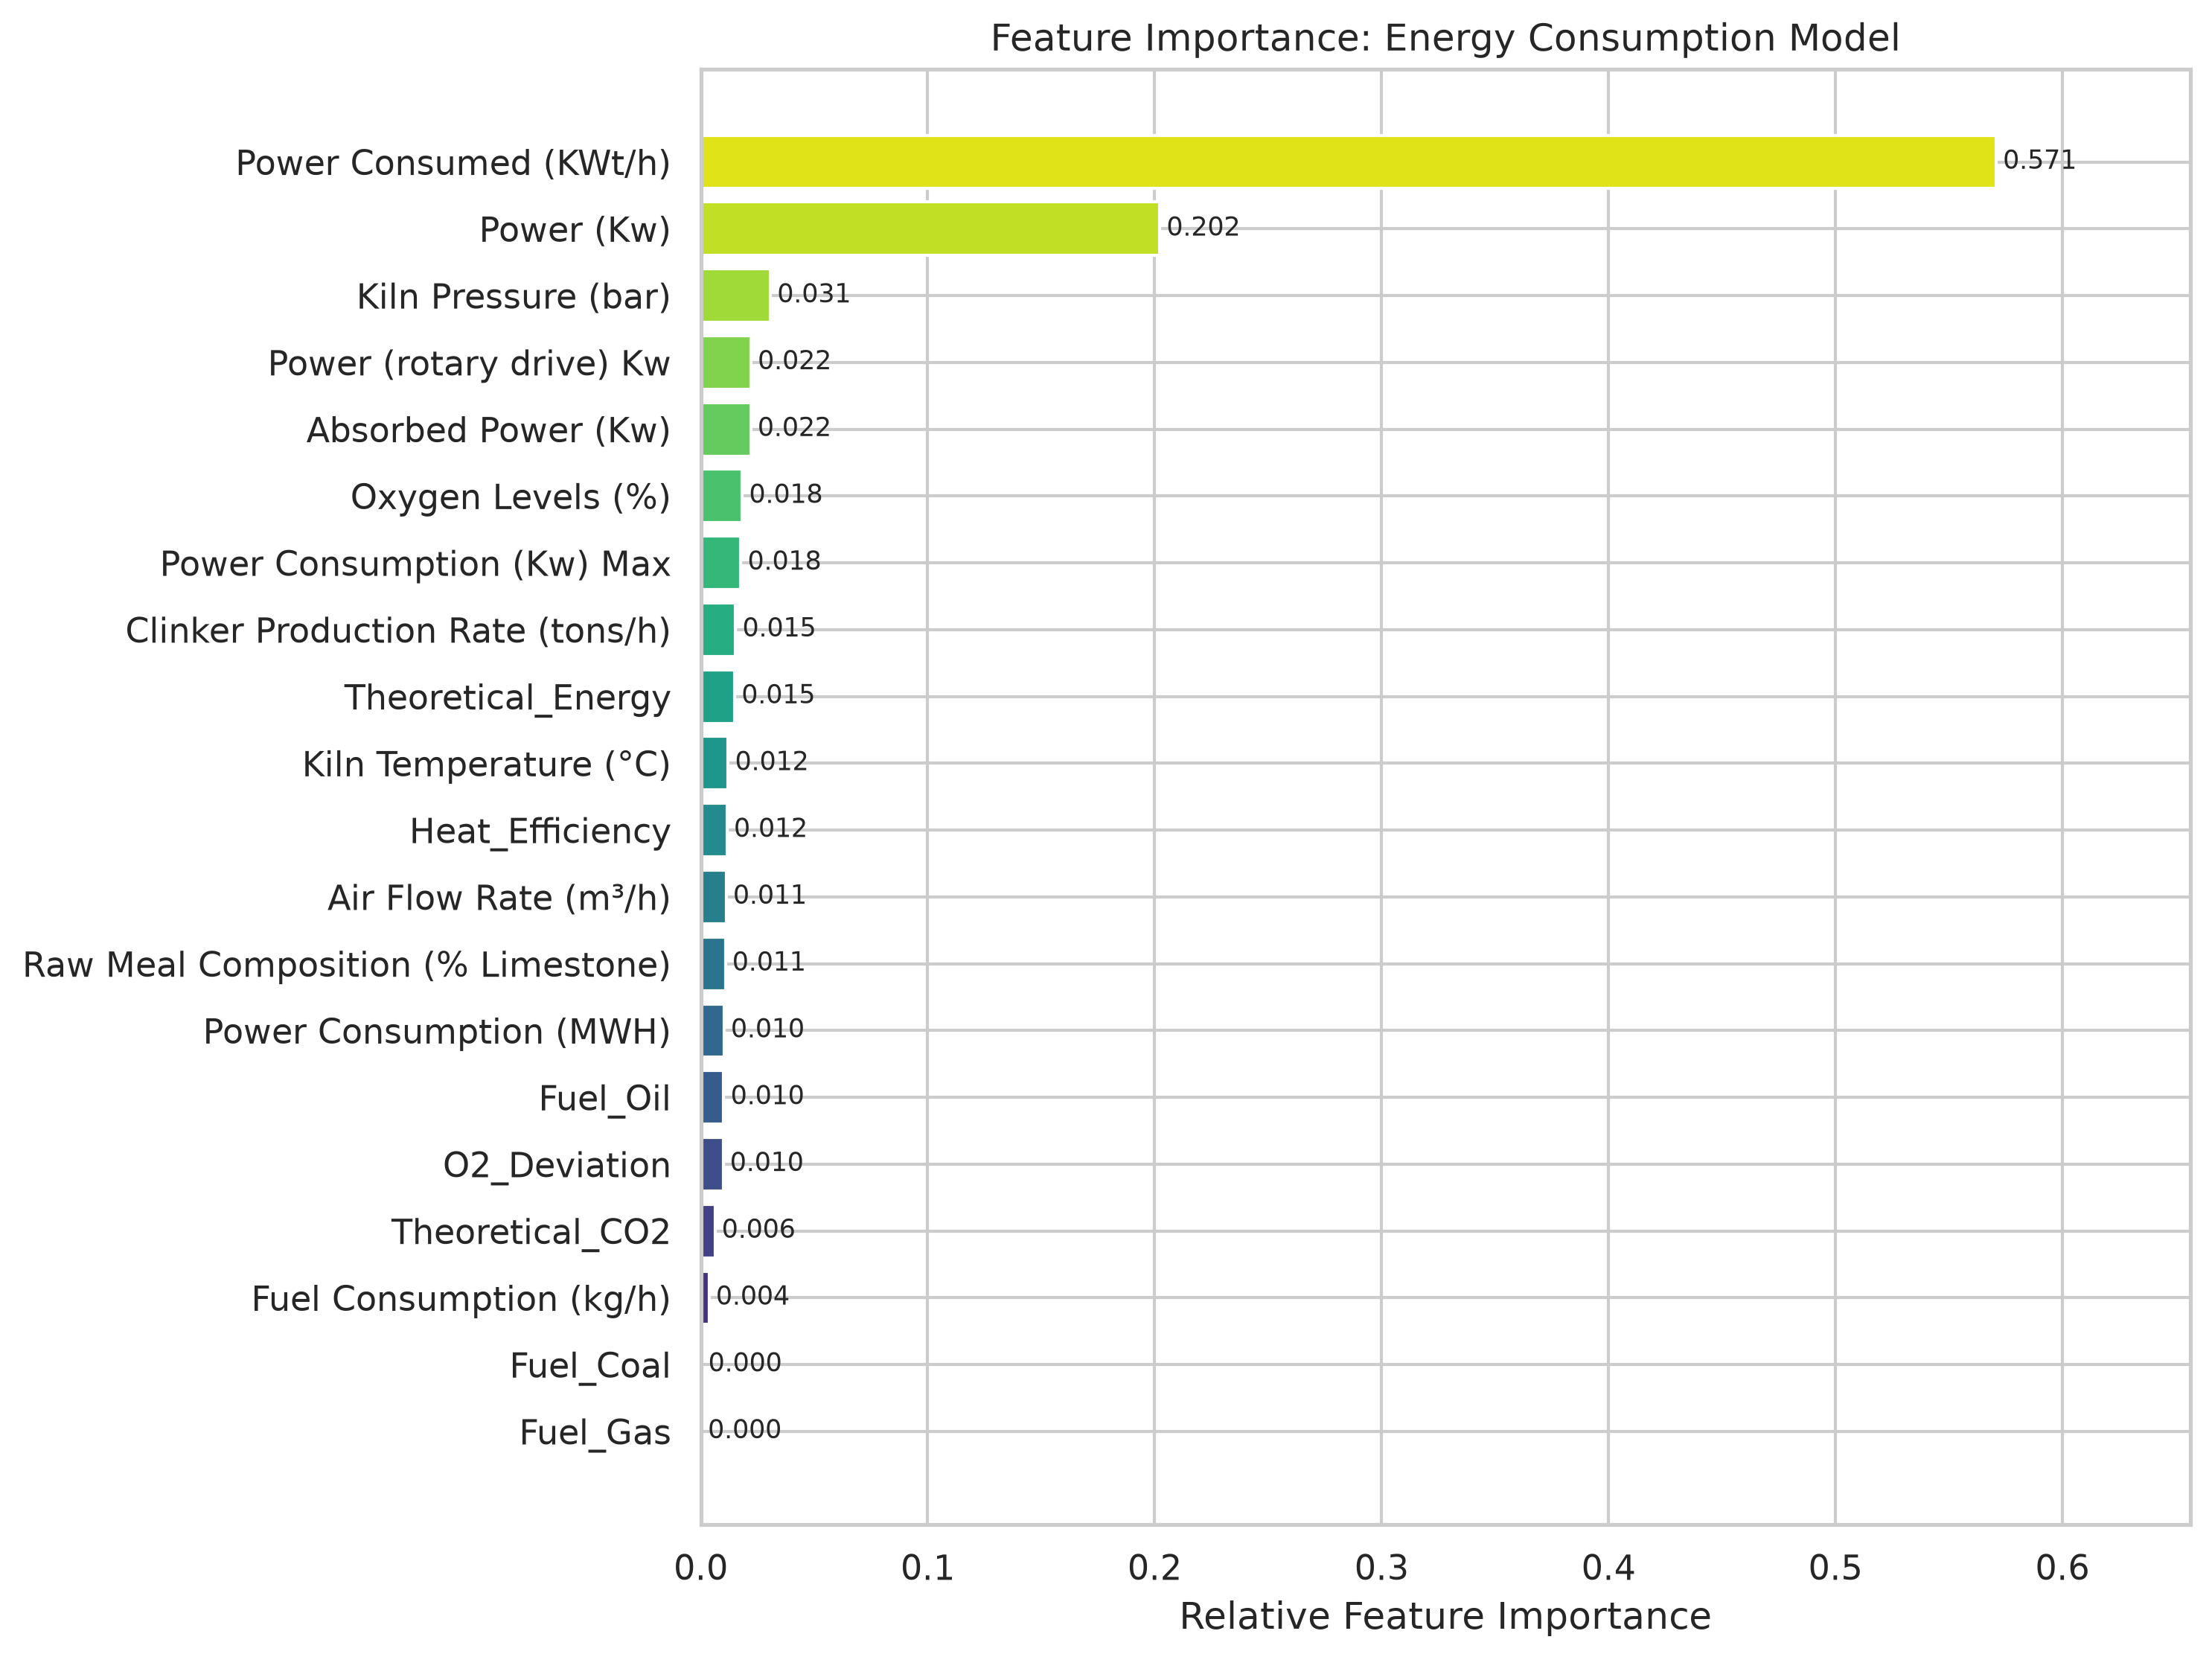 Feature Importance: Energy Consumption Model
Power Consumed (KWt/h) 0.571
Power (Kw) 0.202
Kiln Pressure (bar) 0.031
Power (rotary drive) Kw 0.022
Absorbed Power (Kw) 0.022
Oxygen Levels (%) 0.018
Power Consumption (Kw) Max 0.018
Clinker Production Rate (tons/h) 0.015
Theoretical_Energy 0.015
Kiln Temperature (°C) 0.012
Heat_Efficiency 0.012
Air Flow Rate (m³/h) 0.011
Raw Meal Composition (% Limestone) 0.011
Power Consumption (MWH) 0.010
Fuel_Oil 0.010
O2_Deviation 0.010
Theoretical_CO2 0.006
Fuel Consumption (kg/h) 0.004
Fuel_Coal 0.000
Fuel_Gas 0.000
0.0 0.1 0.2 0.3 0.4 0.5 0.6
Relative Feature Importance